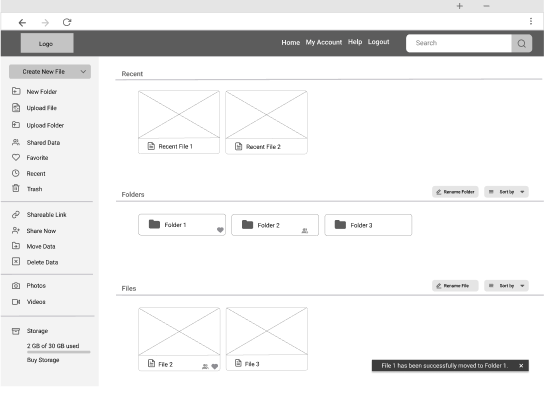 Logo
Home My Account Help Logout
Search
Create New File
New Folder
Upload File
Upload Folder
Shared Data
Favorite
Recent
Trash
Shareable Link
Share Now
Move Data
Delete Data
Photos
Videos
Storage
2 GB of 30 GB used
Buy Storage
Recent
Recent File 1
Recent File 2
Folders
Rename Folder
Sort by
Folder 1
Folder 2
Folder 3
Files
Rename File
Sort by
File 2
File 3
File 1 has been successfully moved to Folder 1.